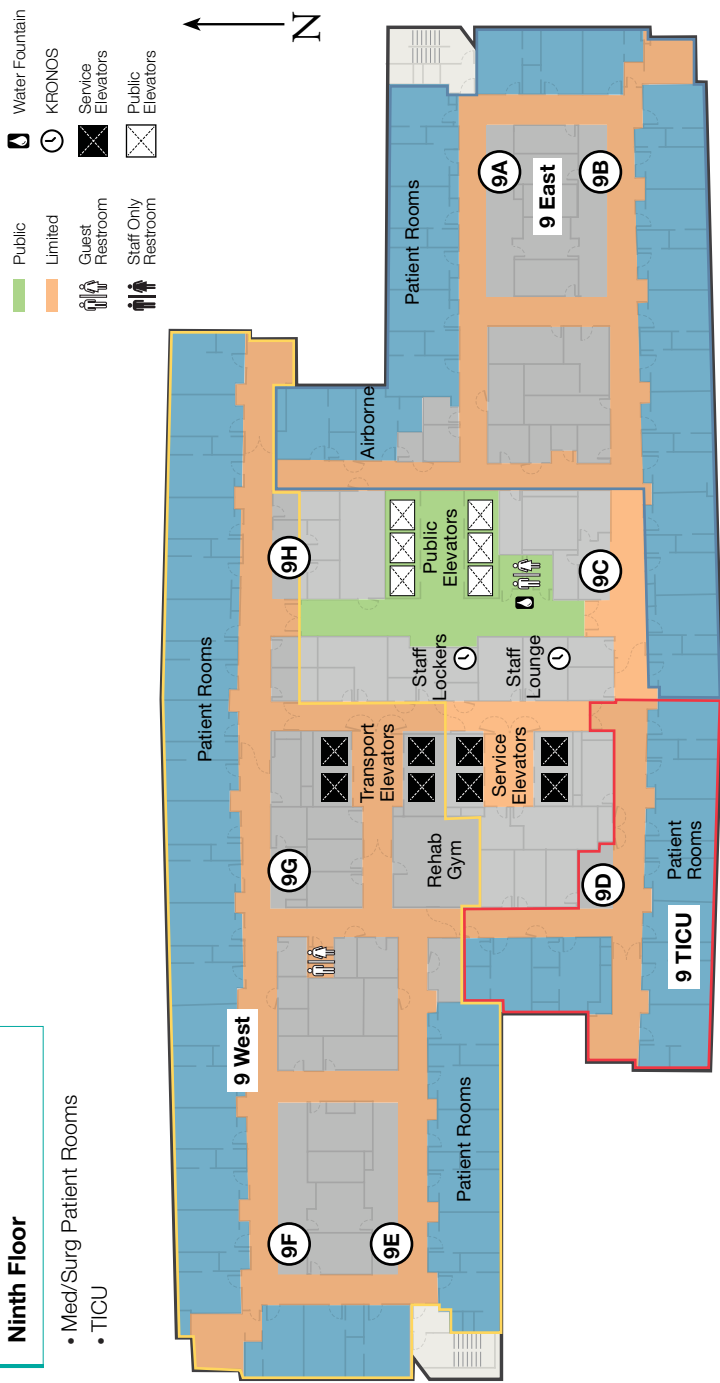 Ninth Floor
• Med/Surg Patient Rooms
• TICU
Public
Limited
Guest
Restroom
Staff Only
Restroom
Water Fountain
KRONOS
Service
Elevators
Public
Elevators
N
Patient Rooms
9 West
9F
9E
9G
9H
Patient Rooms
Transport
Elevators
Rehab
Gym
Service
Elevators
Staff
Lockers
Staff
Lounge
Public
Elevators
9C
9D
9 TICU
Patient
Rooms
Airborne
Patient Rooms
9A
9 East
9B